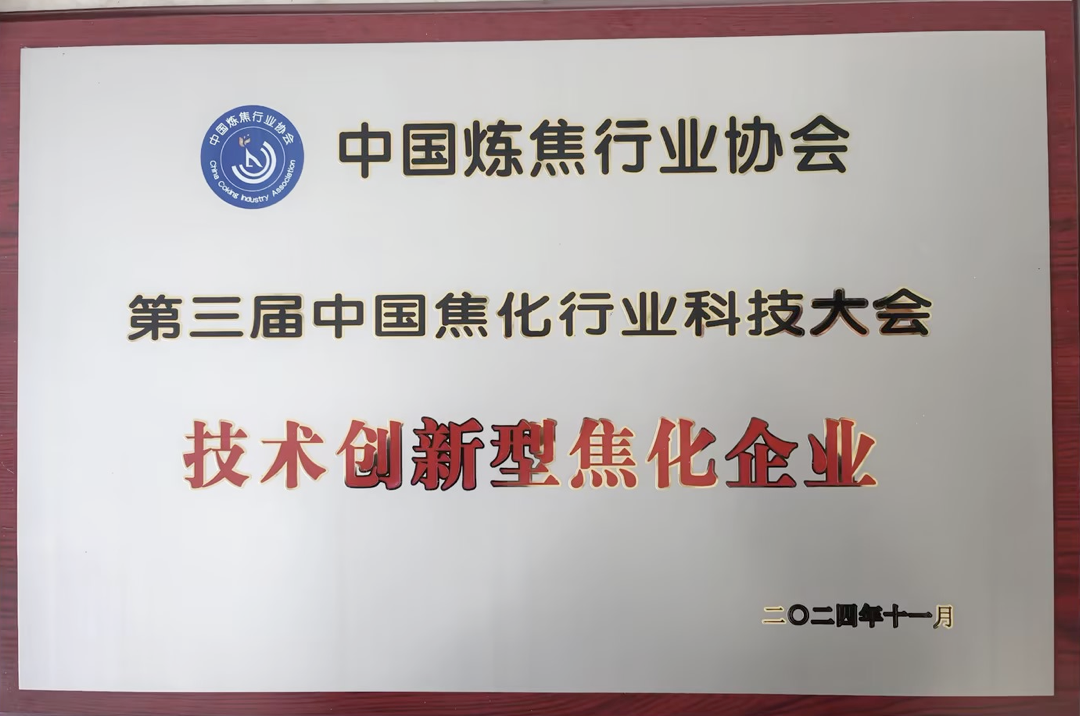 中国炼焦行业协会
China Coking Industry Association
中国炼焦行业协会
第三届中国焦化行业科技大会
技术创新型焦化企业
二〇二四年十一月